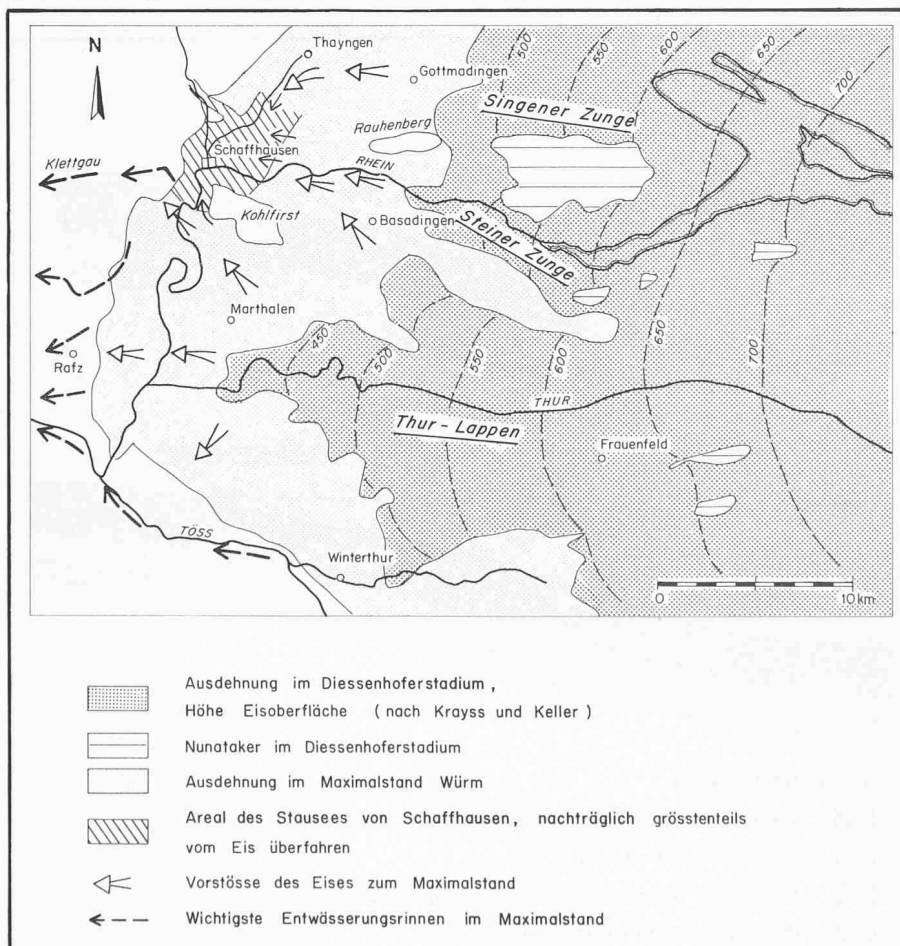 N
Thayngen
Gottmadingen
500
550
600
650
700
Singener Zunge
Rauhenberg
Schaffhausen
Klettgau
RHEIN
Kohlfirst
Basadingen
Steiner Zunge
Marthalen
450
500
550
600
650
700
Rafz
THUR
Thur - Lappen
Frauenfeld
TÖSS
Winterthur
0 10 km
Ausdehnung im Diessenhoferstadium,
Höhe Eisoberfläche (nach Krayss und Keller)
Nunataker im Diessenhoferstadium
Ausdehnung im Maximalstand Würm
Areal des Stausees von Schaffhausen, nachträglich grösstenteils
vom Eis überfahren
Vorstösse des Eises zum Maximalstand
Wichtigste Entwässerungsrinnen im Maximalstand